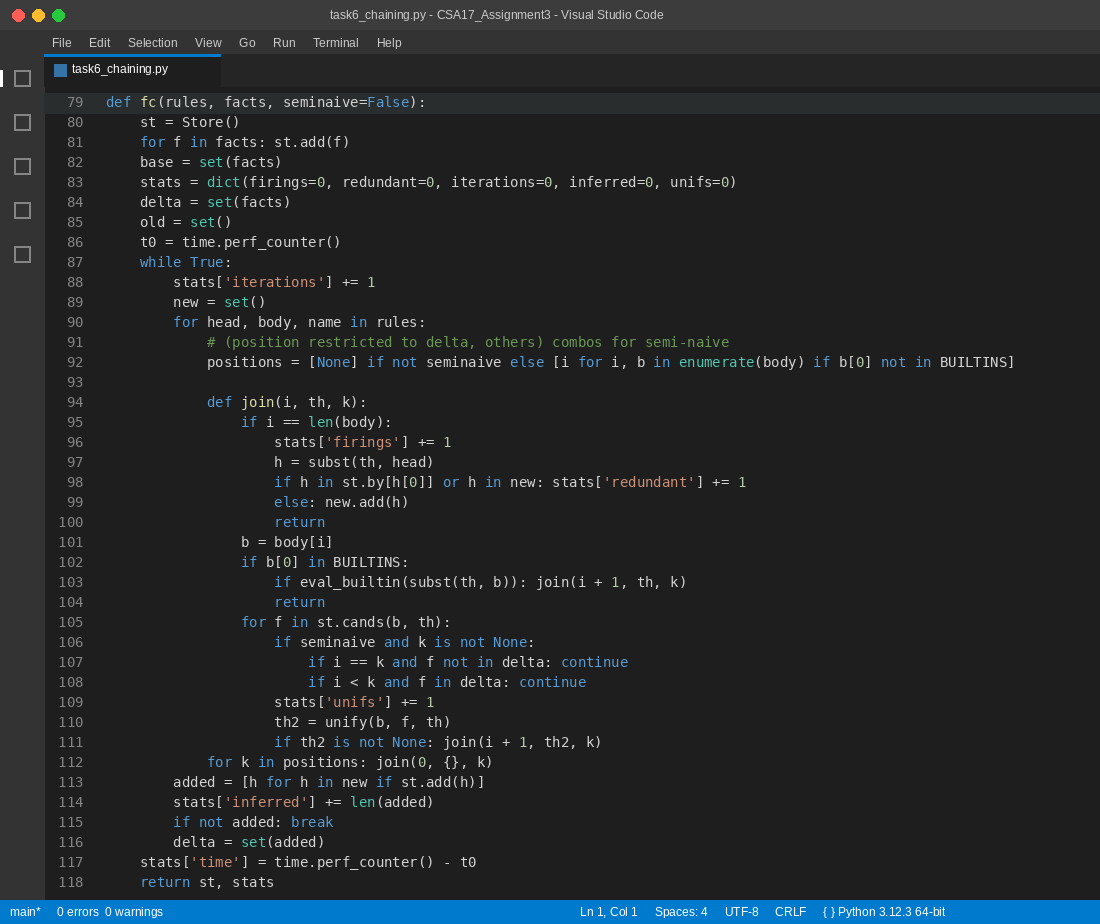 task6_chaining.py - CSA17_Assignment3 - Visual Studio Code
File Edit Selection View Go Run Terminal Help
task6_chaining.py
79 def fc(rules, facts, seminaive=False):
80     st = Store()
81     for f in facts: st.add(f)
82     base = set(facts)
83     stats = dict(firings=0, redundant=0, iterations=0, inferred=0, unifs=0)
84     delta = set(facts)
85     old = set()
86     t0 = time.perf_counter()
87     while True:
88         stats['iterations'] += 1
89         new = set()
90         for head, body, name in rules:
91             # (position restricted to delta, others) combos for semi-naive
92             positions = [None] if not seminaive else [i for i, b in enumerate(body) if b[0] not in BUILTINS]
93
94             def join(i, th, k):
95                 if i == len(body):
96                     stats['firings'] += 1
97                     h = subst(th, head)
98                     if h in st.by[h[0]] or h in new: stats['redundant'] += 1
99                     else: new.add(h)
100                     return
101                 b = body[i]
102                 if b[0] in BUILTINS:
103                     if eval_builtin(subst(th, b)): join(i + 1, th, k)
104                     return
105                 for f in st.cands(b, th):
106                     if seminaive and k is not None:
107                         if i == k and f not in delta: continue
108                         if i < k and f in delta: continue
109                     stats['unifs'] += 1
110                     th2 = unify(b, f, th)
111                     if th2 is not None: join(i + 1, th2, k)
112             for k in positions: join(0, {}, k)
113         added = [h for h in new if st.add(h)]
114         stats['inferred'] += len(added)
115         if not added: break
116         delta = set(added)
117     stats['time'] = time.perf_counter() - t0
118     return st, stats
main* 0 errors 0 warnings Ln 1, Col 1 Spaces: 4 UTF-8 CRLF { } Python 3.12.3 64-bit